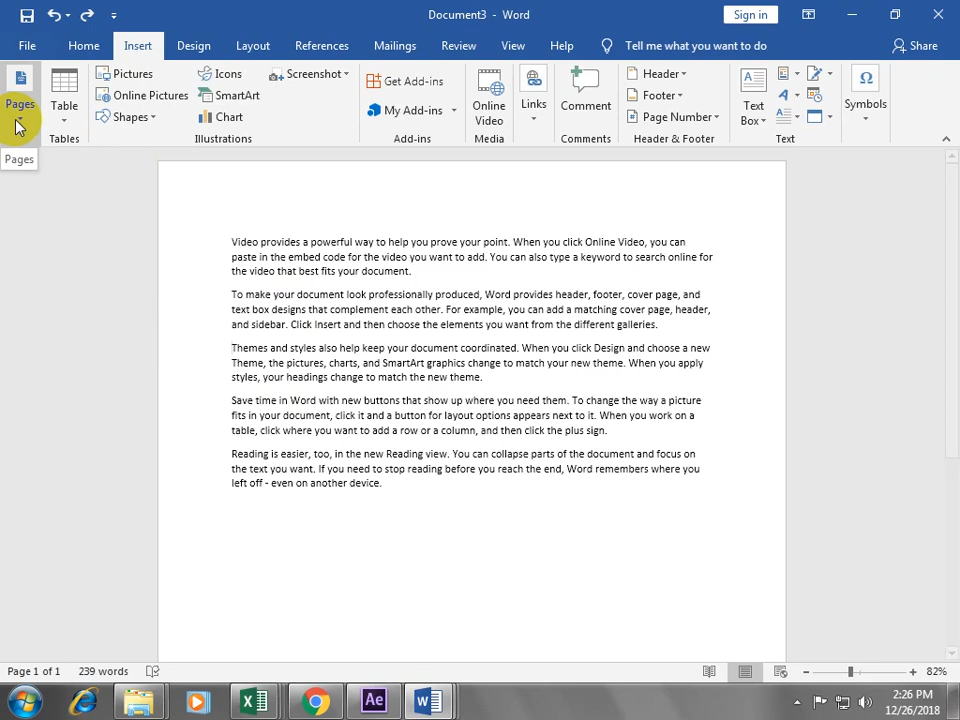 Document3 - Word
Sign in
File Home Insert Design Layout References Mailings Review View Help Tell me what you want to do Share
Pages
Table
Pictures
Online Pictures
Shapes
Icons
SmartArt
Chart
Screenshot
Get Add-ins
My Add-ins
Online
Video
Links
Comment
Header
Footer
Page Number
Text
Box
Symbols
Tables Illustrations Add-ins Media Comments Header & Footer Text
Pages
Video provides a powerful way to help you prove your point. When you click Online Video, you can
paste in the embed code for the video you want to add. You can also type a keyword to search online for
the video that best fits your document.
To make your document look professionally produced, Word provides header, footer, cover page, and
text box designs that complement each other. For example, you can add a matching cover page, header,
and sidebar. Click Insert and then choose the elements you want from the different galleries.
Themes and styles also help keep your document coordinated. When you click Design and choose a new
Theme, the pictures, charts, and SmartArt graphics change to match your new theme. When you apply
styles, your headings change to match the new theme.
Save time in Word with new buttons that show up where you need them. To change the way a picture
fits in your document, click it and a button for layout options appears next to it. When you work on a
table, click where you want to add a row or a column, and then click the plus sign.
Reading is easier, too, in the new Reading view. You can collapse parts of the document and focus on
the text you want. If you need to stop reading before you reach the end, Word remembers where you
left off - even on another device.
Page 1 of 1 239 words 82%
Ae
2:26 PM
12/26/2018